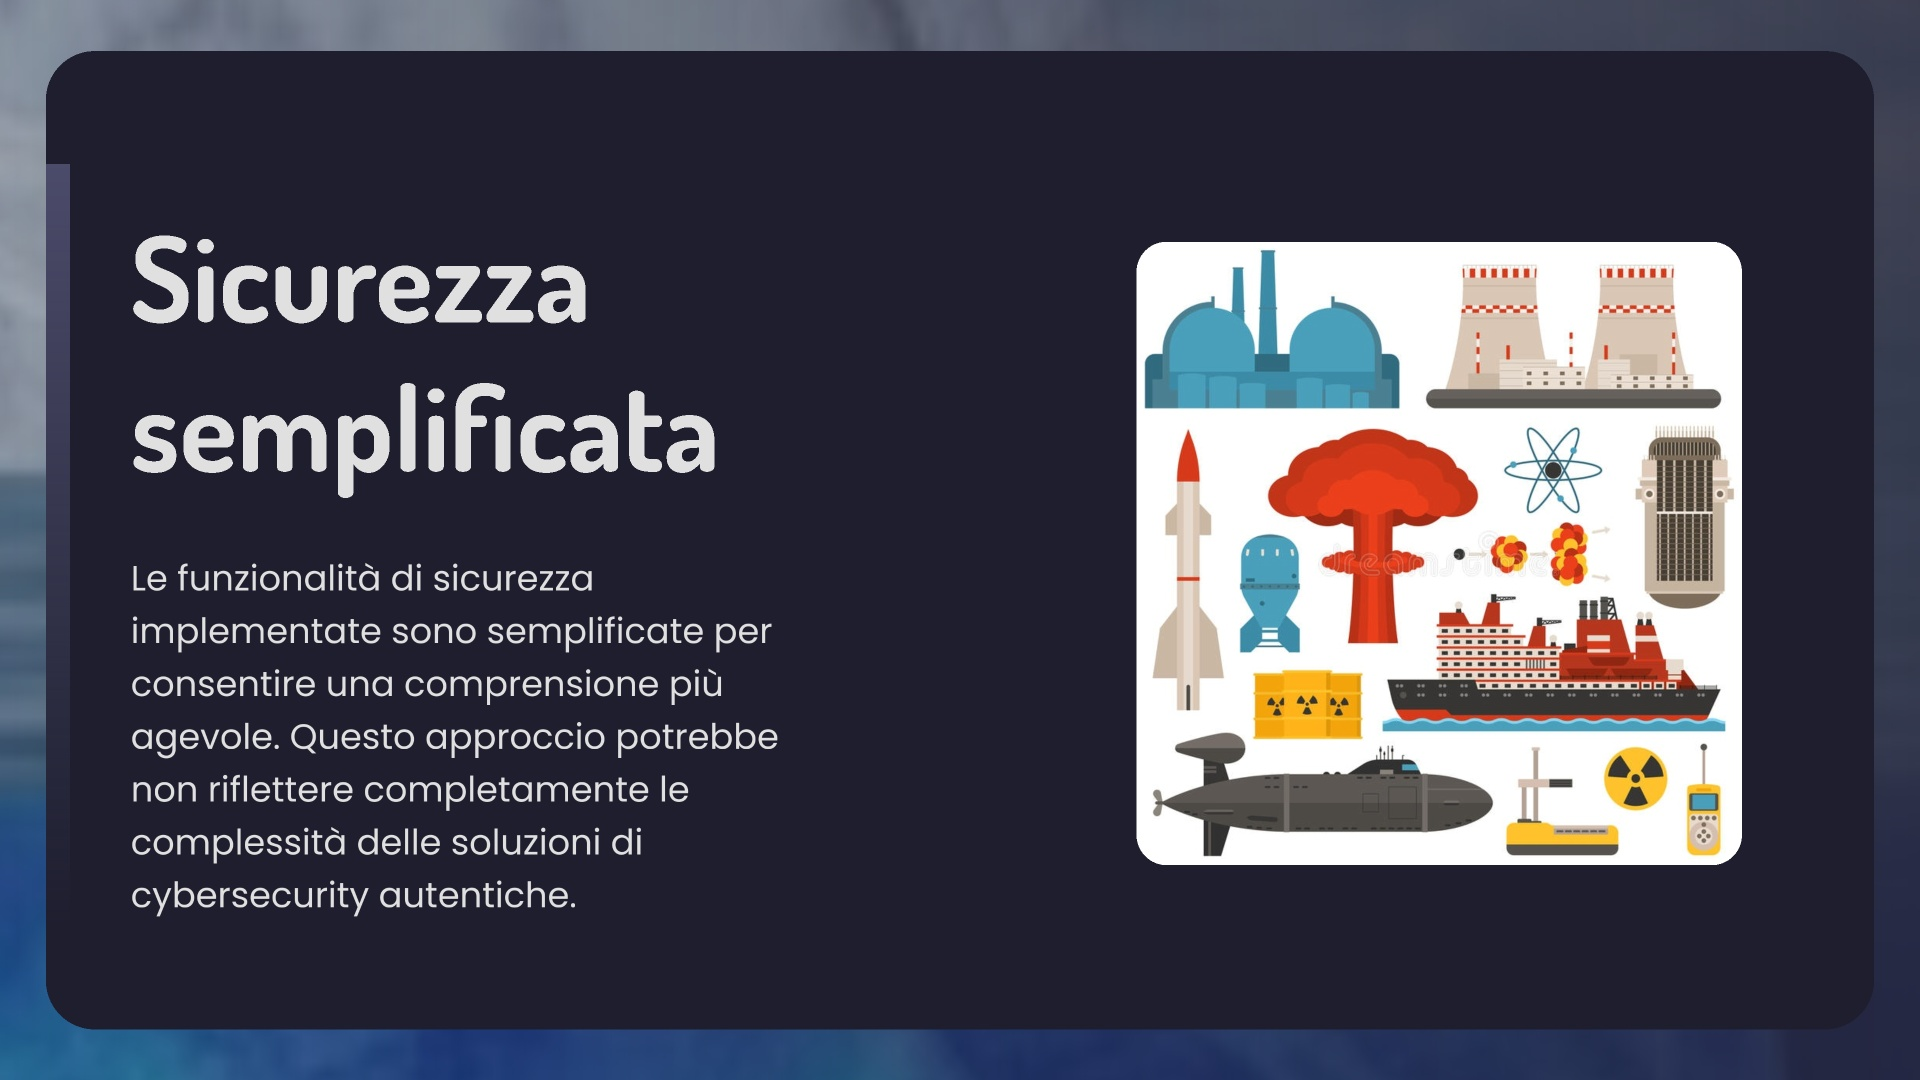 Sicurezza
semplificata
Le funzionalità di sicurezza
implementate sono semplificate per
consentire una comprensione più
agevole. Questo approccio potrebbe
non riflettere completamente le
complessità delle soluzioni di
cybersecurity autentiche.